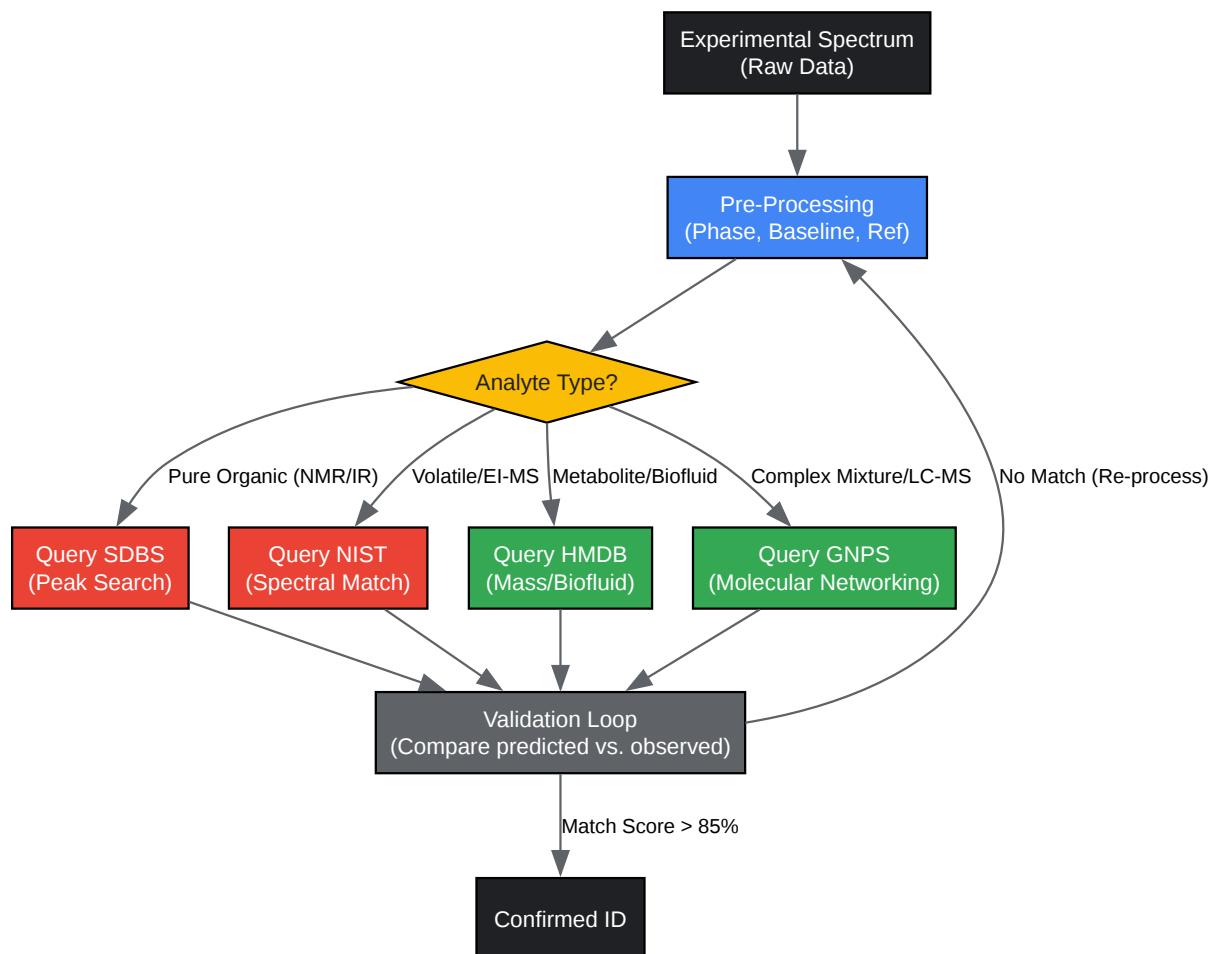 Experimental Spectrum
(Raw Data)
Pre-Processing
(Phase, Baseline, Ref)
Analyte Type?
Pure Organic (NMR/IR)
Volatile/EI-MS
Metabolite/Biofluid
Complex Mixture/LC-MS
No Match (Re-process)
Query SDBS
(Peak Search)
Query NIST
(Spectral Match)
Query HMDB
(Mass/Biofluid)
Query GNPS
(Molecular Networking)
Validation Loop
(Compare predicted vs. observed)
Match Score > 85%
Confirmed ID